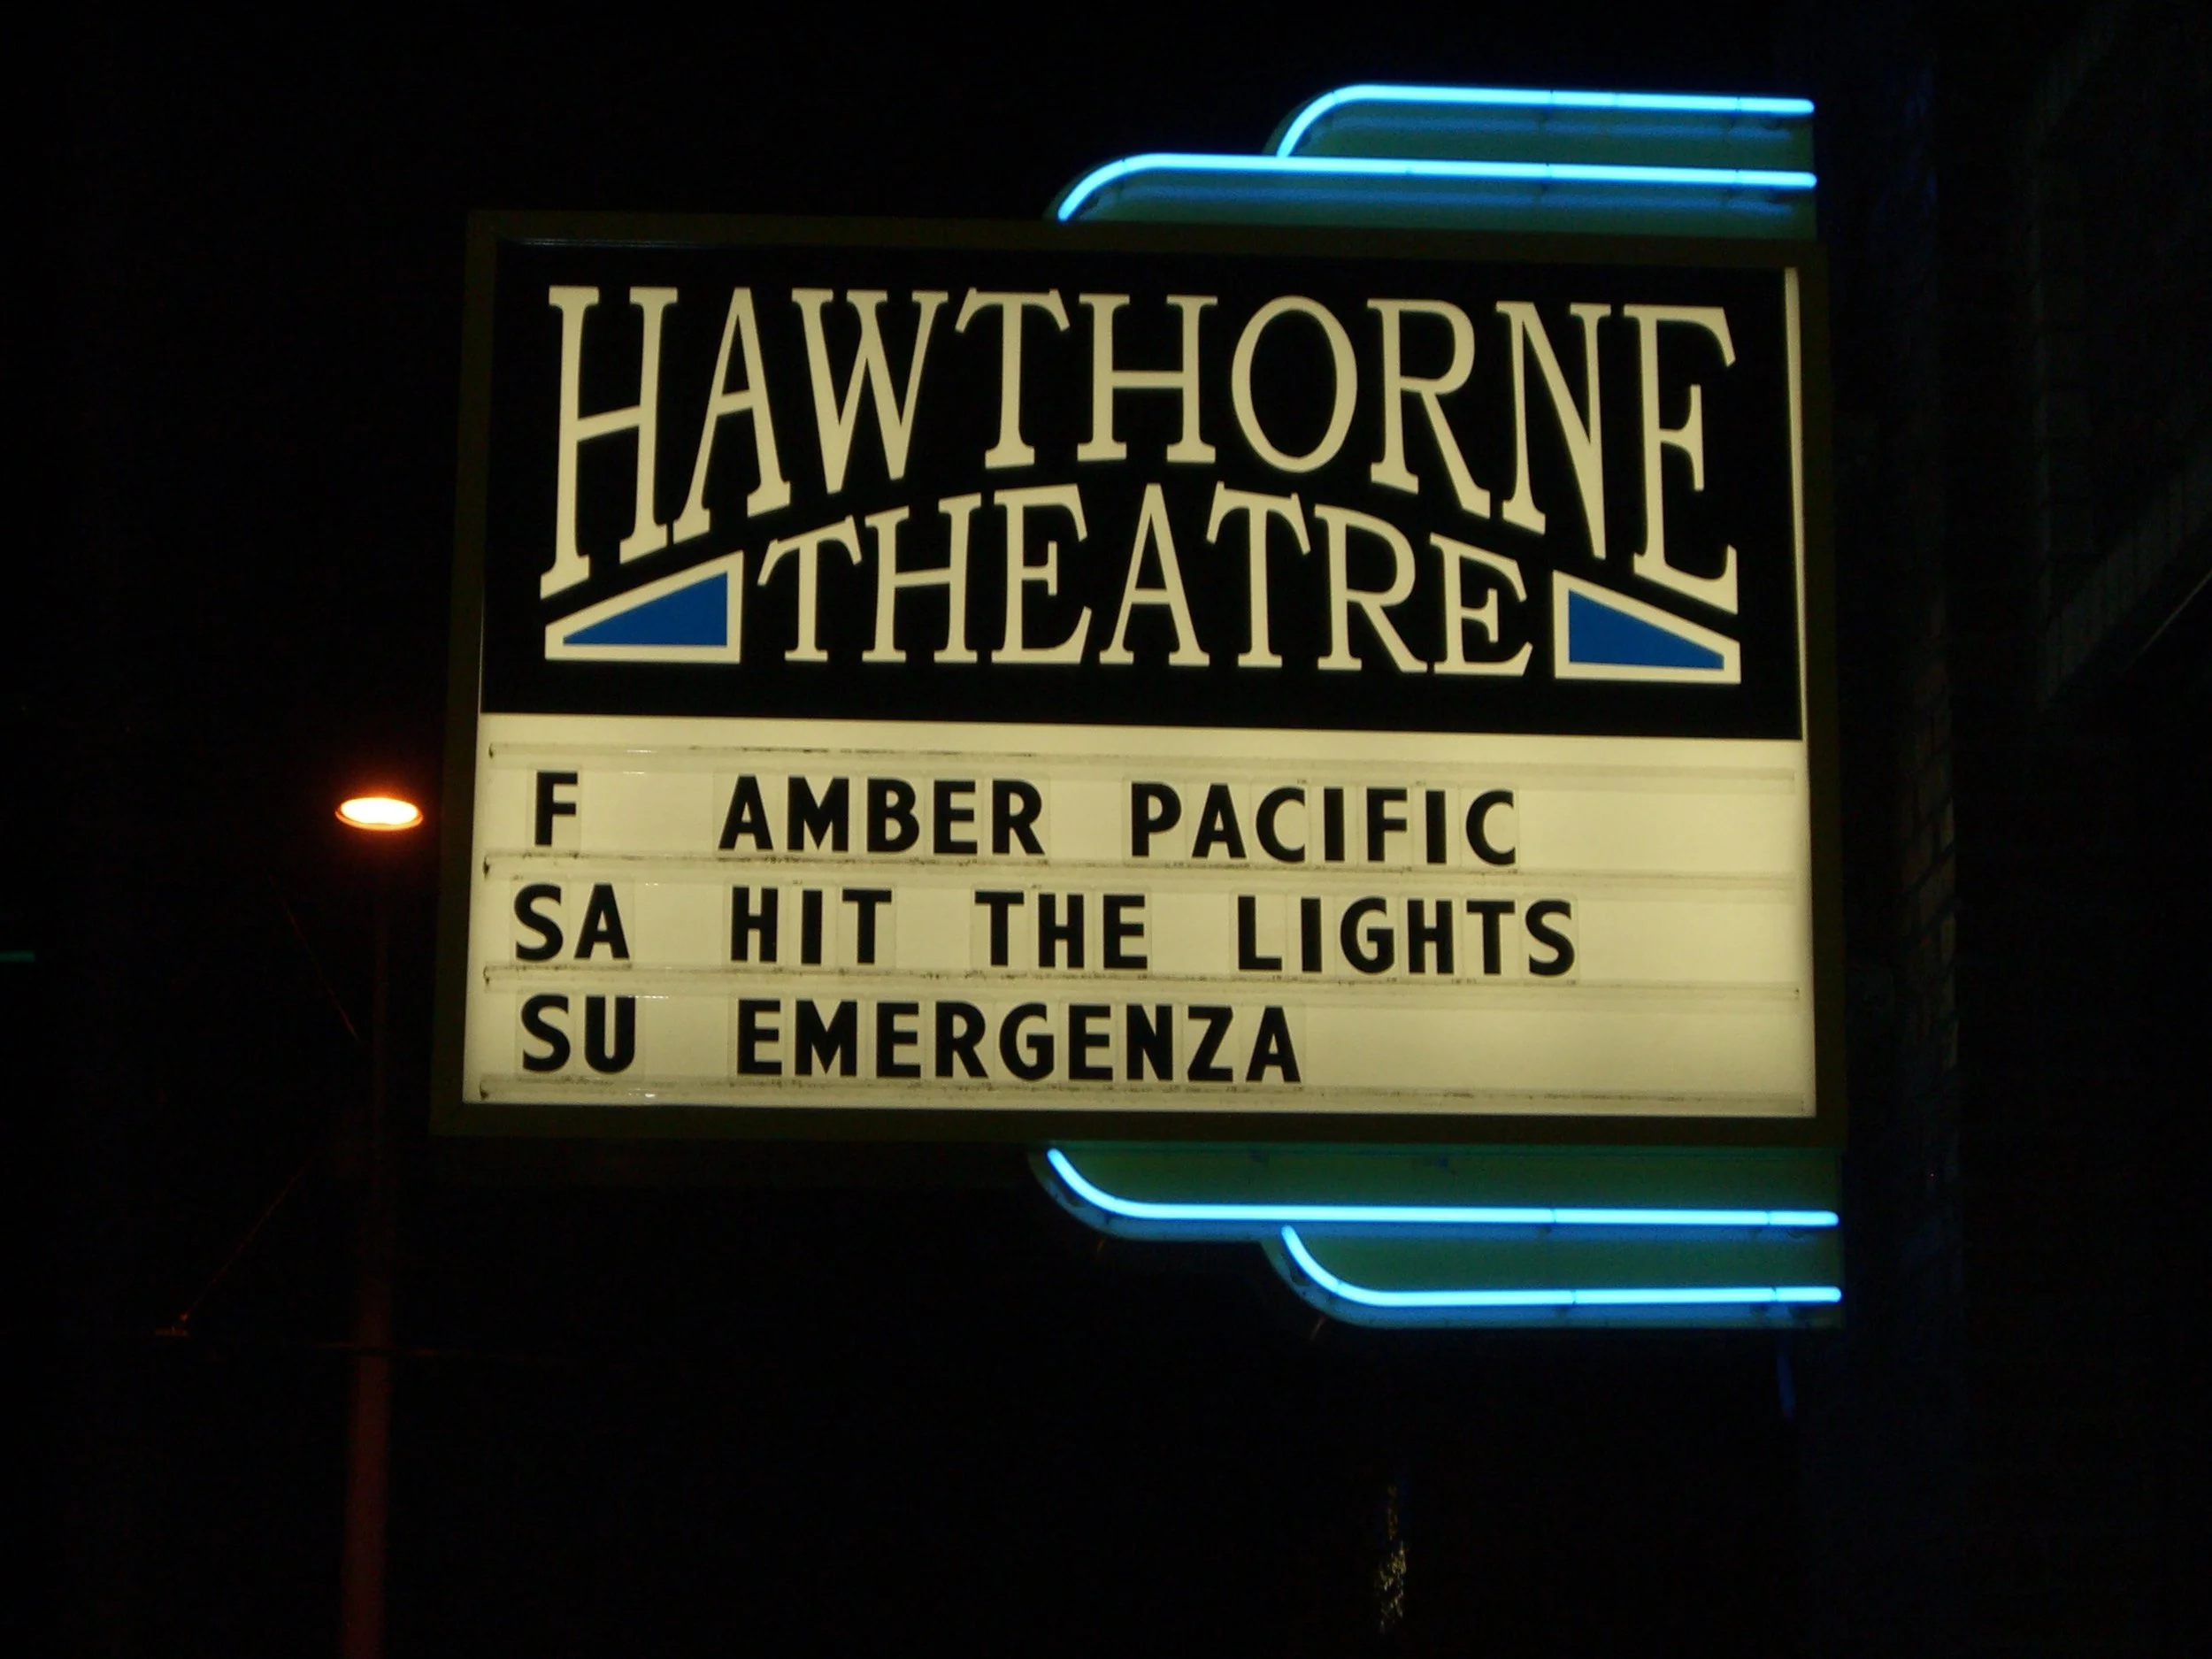 HAWTHORNE
THEATRE
F AMBER PACIFIC
SA HIT THE LIGHTS
SU EMERGENZA